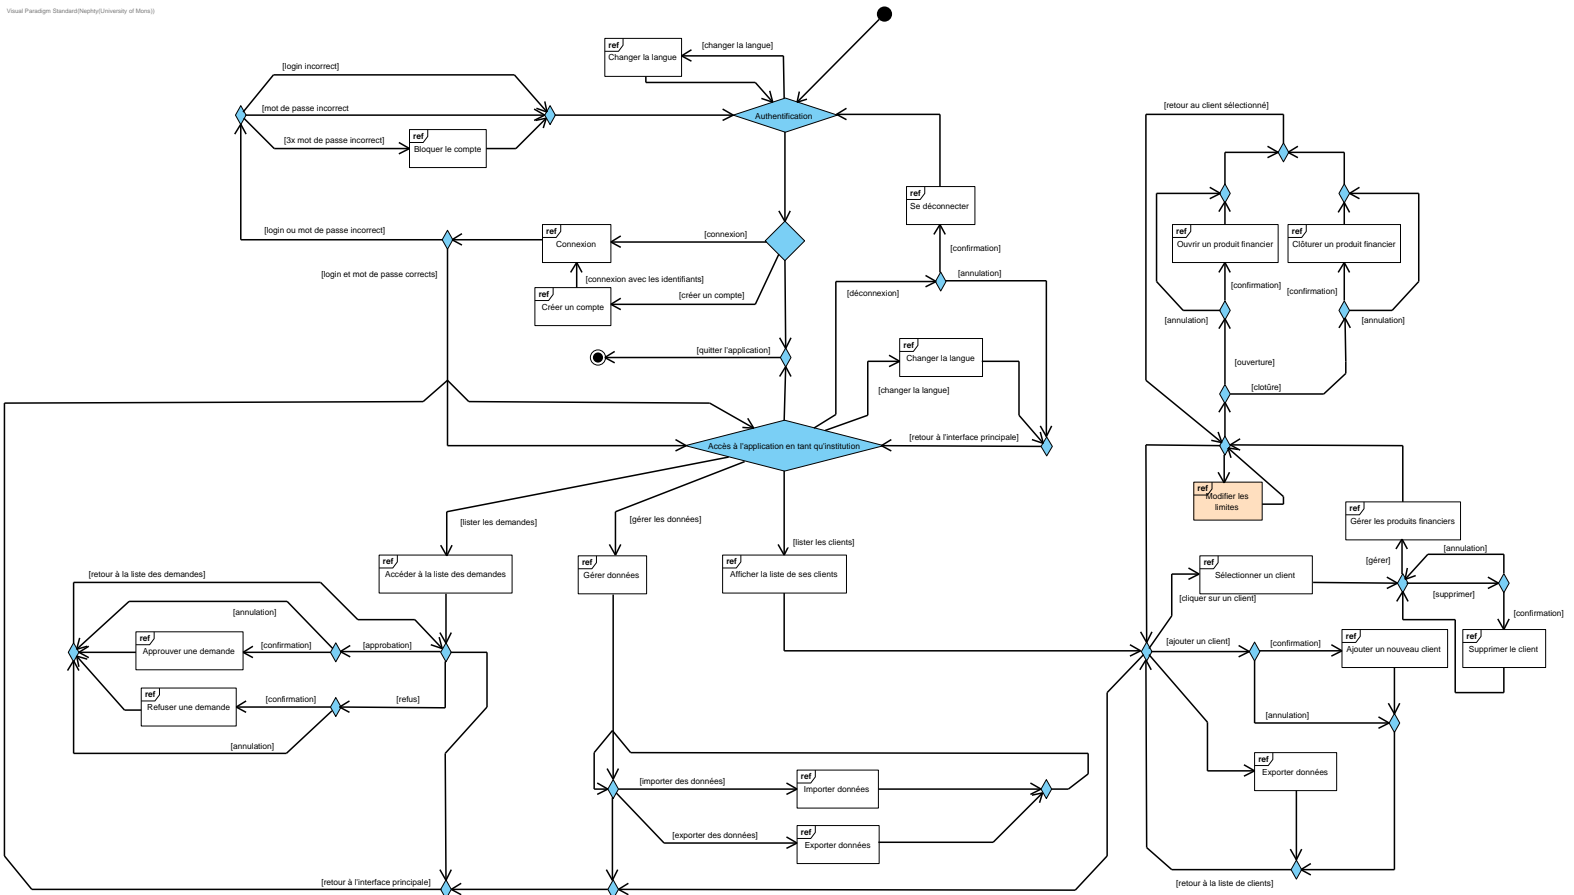 Visual Paradigm Standard(Nephty(University of Mons))
ref
Changer la langue
[changer la langue]
[login incorrect]
[mot de passe incorrect
[3x mot de passe incorrect]
ref
Bloquer le compte
Authentification
[retour au client sélectionné]
ref
Se déconnecter
[login ou mot de passe incorrect]
ref
Connexion
[connexion]
[confirmation]
ref
Ouvrir un produit financier
ref
Clôturer un produit financier
[login et mot de passe corrects]
[connexion avec les identifiants]
[annulation]
ref
Créer un compte
[créer un compte]
[déconnexion]
[confirmation]
[confirmation]
[annulation]
[annulation]
[quitter l'application]
ref
Changer la langue
[changer la langue]
[ouverture]
[clotûre]
Accès à l'application en tant qu'institution
[retour à l'interface principale]
ref
Modifier les
limites
ref
Gérer les produits financiers
[lister les demandes]
[gérer les données]
[lister les clients]
ref
Accéder à la liste des demandes
ref
Gérer données
ref
Afficher la liste de ses clients
ref
Sélectionner un client
[gérer]
[annulation]
[supprimer]
[cliquer sur un client]
[confirmation]
[retour à la liste des demandes]
[annulation]
ref
Approuver une demande
[confirmation]
[approbation]
[ajouter un client]
[confirmation]
ref
Ajouter un nouveau client
ref
Supprimer le client
ref
Refuser une demande
[confirmation]
[refus]
[annulation]
[annulation]
[importer des données]
ref
Importer données
ref
Exporter données
[exporter des données]
ref
Exporter données
[retour à l'interface principale]
[retour à la liste de clients]